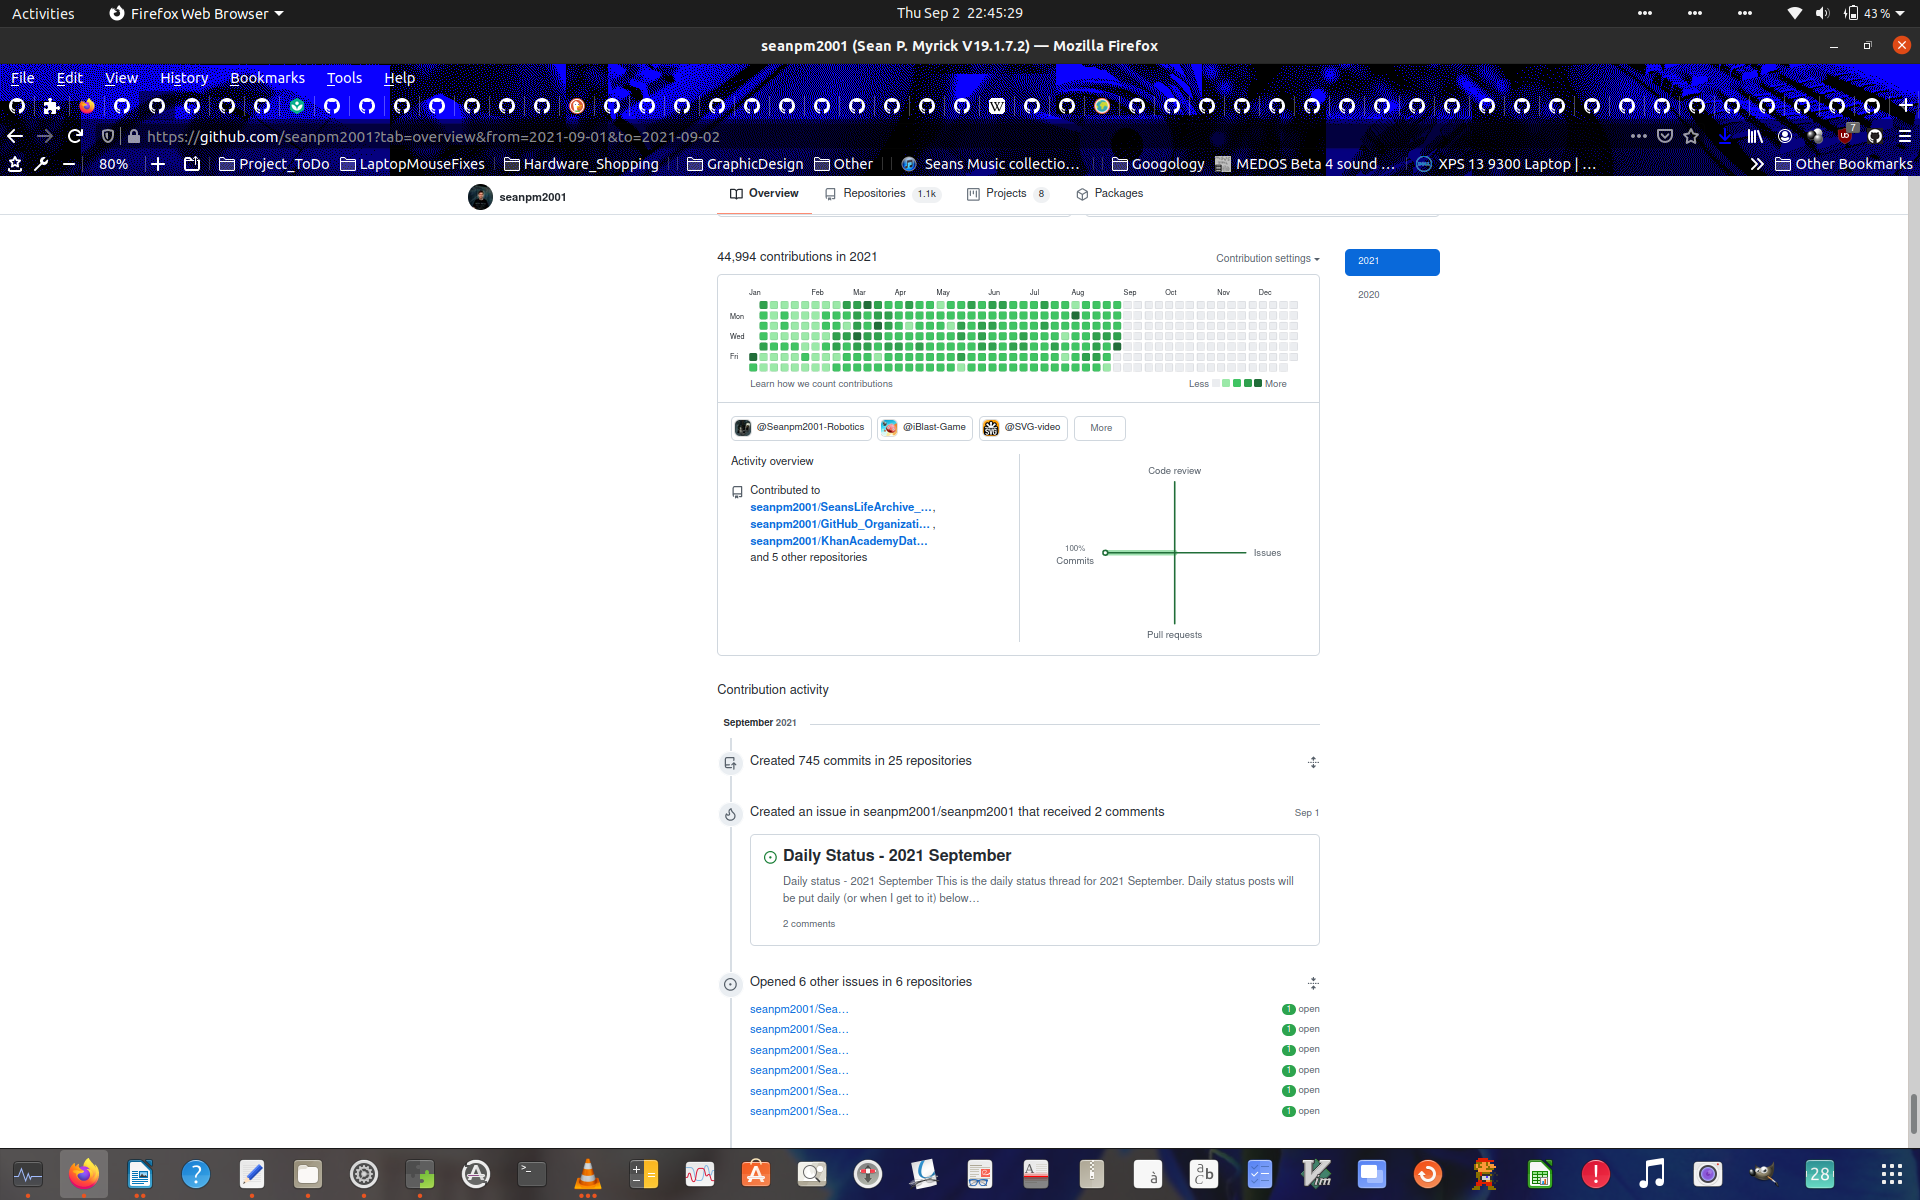 Activities
Firefox Web Browser
Thu Sep 2 22:45:29
43 %
seanpm2001 (Sean P. Myrick V19.1.7.2) — Mozilla Firefox
File Edit View History Bookmarks Tools Help
https://github.com/seanpm2001?tab=overview&from=2021-09-01&to=2021-09-02
7
80%
Project_ToDo
LaptopMouseFixes
Hardware_Shopping
GraphicDesign
Other
Seans Music collectio…
Googology
MEDOS Beta 4 sound …
XPS 13 9300 Laptop | …
Other Bookmarks
seanpm2001
Overview
Repositories 1.1k
Projects 8
Packages
44,994 contributions in 2021
Contribution settings
2021
2020
Jan Feb Mar Apr May Jun Jul Aug Sep Oct Nov Dec
Mon
Wed
Fri
Learn how we count contributions
Less More
@Seanpm2001-Robotics
@iBlast-Game
@SVG-video
More
Activity overview
Contributed to
seanpm2001/SeansLifeArchive_…,
seanpm2001/GitHub_Organizati… ,
seanpm2001/KhanAcademyDat…
and 5 other repositories
Code review
100%
Commits
Issues
Pull requests
Contribution activity
September 2021
Created 745 commits in 25 repositories
Created an issue in seanpm2001/seanpm2001 that received 2 comments
Sep 1
Daily Status - 2021 September
Daily status - 2021 September This is the daily status thread for 2021 September. Daily status posts will
be put daily (or when I get to it) below…
2 comments
Opened 6 other issues in 6 repositories
seanpm2001/Sea… 1 open
seanpm2001/Sea… 1 open
seanpm2001/Sea… 1 open
seanpm2001/Sea… 1 open
seanpm2001/Sea… 1 open
seanpm2001/Sea… 1 open
28